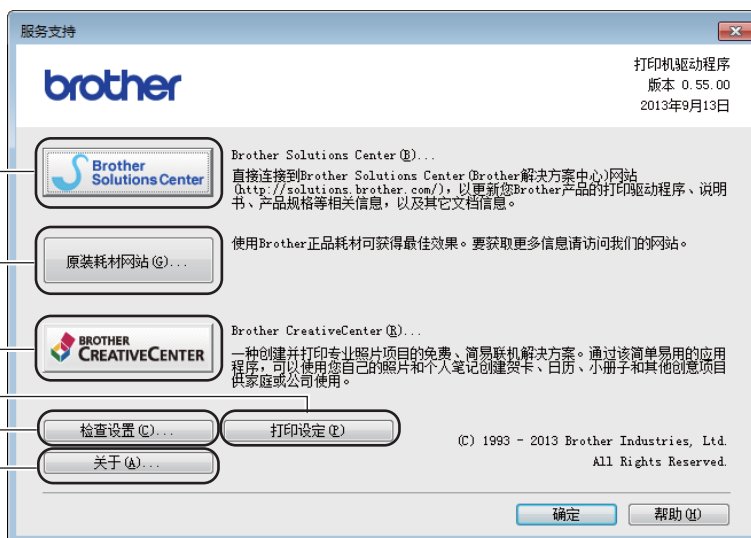 服务支持
brother
打印机驱动程序
版本 0.55.00
2013年9月13日
Brother
Solutions Center
Brother Solutions Center(B)...
直接连接到Brother Solutions Center(Brother解决方案中心)网站
(http://solutions.brother.com/)，以更新您Brother产品的打印驱动程序、说明
书、产品规格等相关信息，以及其它文档信息。
原装耗材网站(G)...
使用Brother正品耗材可获得最佳效果。要获取更多信息请访问我们的网站。
BROTHER
CREATIVECENTER
Brother CreativeCenter(R)...
一种创建并打印专业照片项目的免费、简易联机解决方案。通过该简单易用的应用
程序，可以使用您自己的照片和个人笔记创建贺卡、日历、小册子和其他创意项目
供家庭或公司使用。
检查设置(C)...
打印设定(P)
关于(A)...
(C) 1993 - 2013 Brother Industries, Ltd.
All Rights Reserved.
确定
帮助(H)